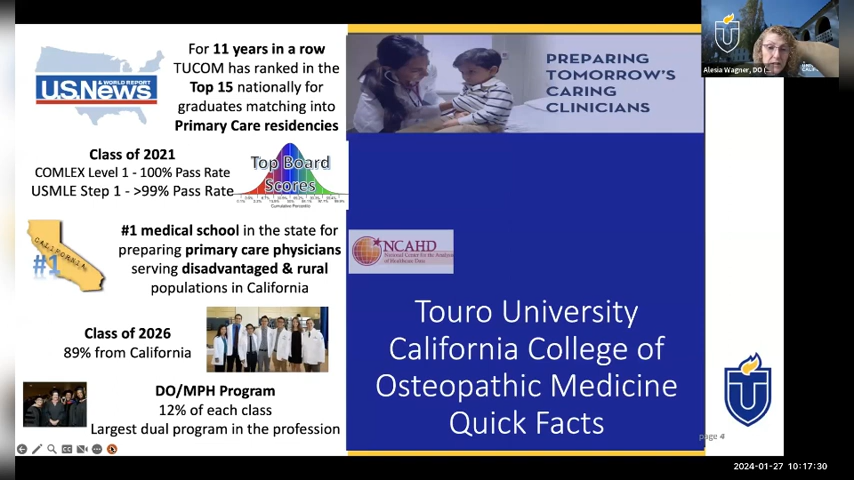 & WORLD REPORT
U.S.News
For 11 years in a row
TUCOM has ranked in the
Top 15 nationally for
graduates matching into
Primary Care residencies
Class of 2021
COMLEX Level 1 - 100% Pass Rate
USMLE Step 1 - >99% Pass Rate
Top Board
Scores
Cumulative Percentile
CALIFORNIA
#1
#1 medical school in the state for
preparing primary care physicians
serving disadvantaged & rural
populations in California
Class of 2026
89% from California
DO/MPH Program
12% of each class
Largest dual program in the profession
PREPARING
TOMORROW'S
CARING
CLINICIANS
NCAHD
National Center for the Analysis
of Healthcare Data
Touro University
California College of
Osteopathic Medicine
Quick Facts
page 4
Alesia Wagner, DO
2024-01-27 10:17:30